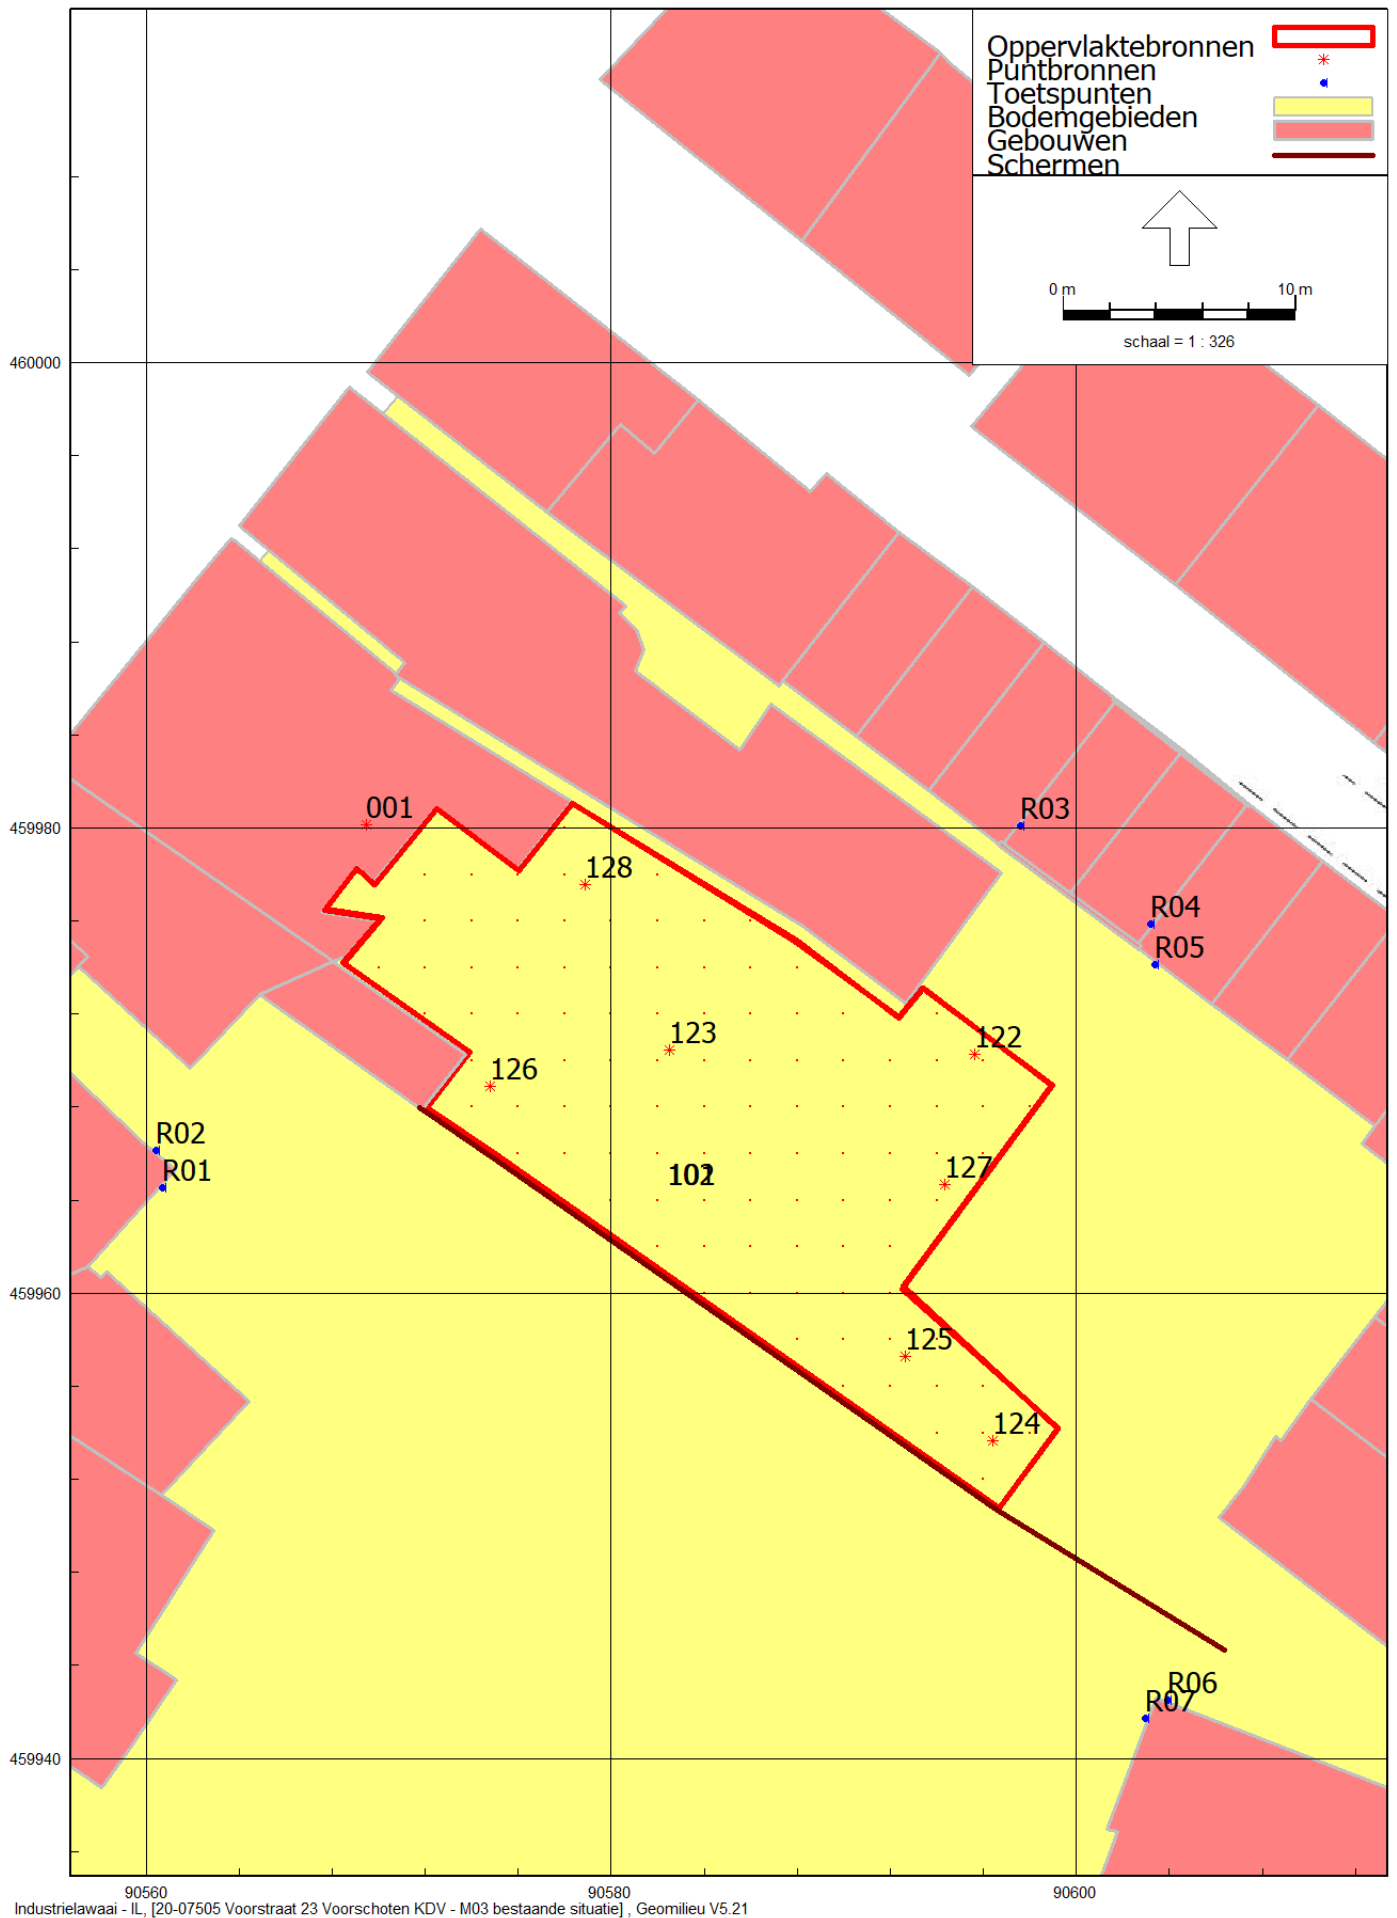 Oppervlaktebronnen
Puntbronnen
Toetspunten
Bodemgebieden
Gebouwen
Schermen
0 m 10 m
schaal = 1 : 326
460000
001
R03
459980
128
R04
R05
123
122
126
R02
127
R01
459960
125
124
R06
R07
459940
90560 90580 90600
Industrielawaai - IL, [20-07505 Voorstraat 23 Voorschoten KDV - M03 bestaande situatie] , Geomilieu V5.21